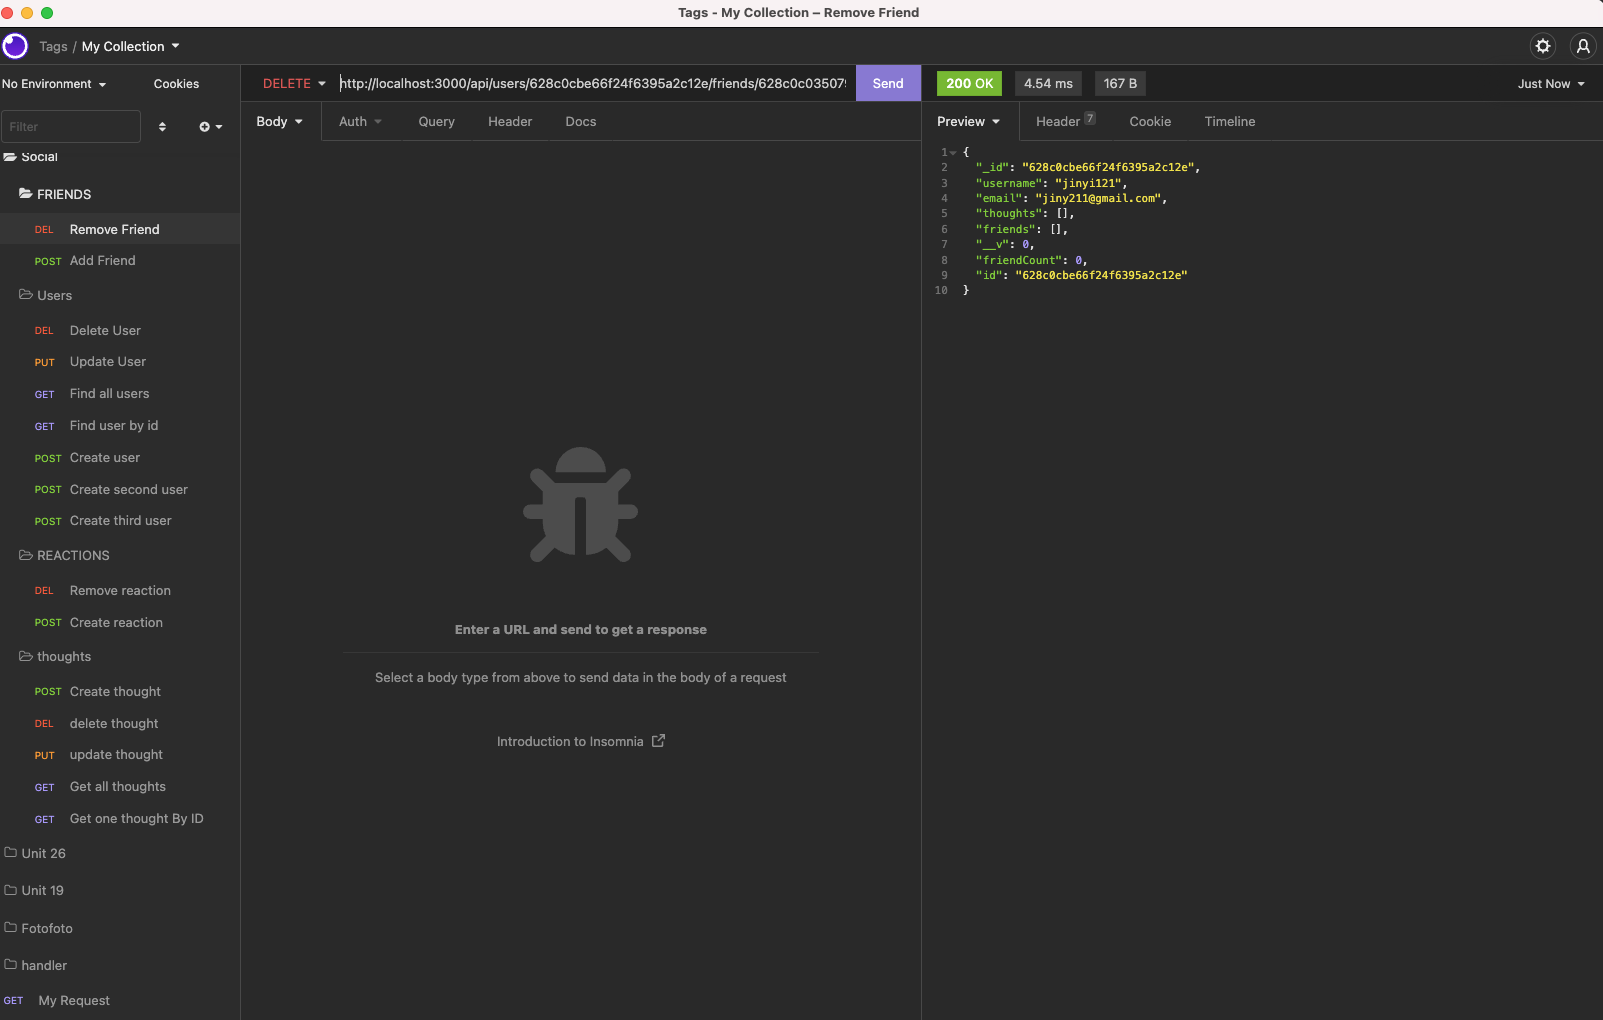 Tags - My Collection – Remove Friend
Tags / My Collection
No Environment
Cookies
Filter
Social
FRIENDS
DEL Remove Friend
POST Add Friend
Users
DEL Delete User
PUT Update User
GET Find all users
GET Find user by id
POST Create user
POST Create second user
POST Create third user
REACTIONS
DEL Remove reaction
POST Create reaction
thoughts
POST Create thought
DEL delete thought
PUT update thought
GET Get all thoughts
GET Get one thought By ID
Unit 26
Unit 19
Fotofoto
handler
GET My Request
DELETE http://localhost:3000/api/users/628c0cbe66f24f6395a2c12e/friends/628c0c03507 Send
Body Auth Query Header Docs
Enter a URL and send to get a response
Select a body type from above to send data in the body of a request
Introduction to Insomnia
200 OK 4.54 ms 167 B Just Now
Preview Header 7 Cookie Timeline
1 {
2 "_id": "628c0cbe66f24f6395a2c12e",
3 "username": "jinyi121",
4 "email": "jiny211@gmail.com",
5 "thoughts": [],
6 "friends": [],
7 "__v": 0,
8 "friendCount": 0,
9 "id": "628c0cbe66f24f6395a2c12e"
10 }